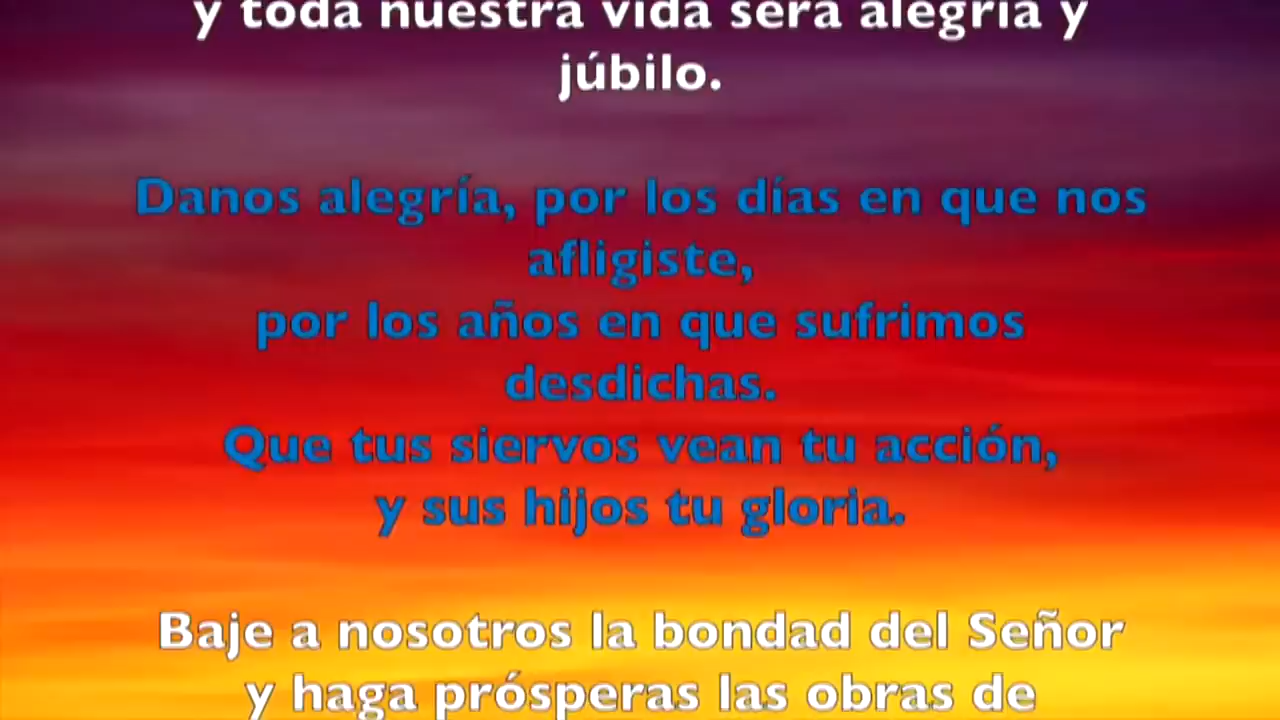 y toda nuestra vida será alegría y
júbilo.
Danos alegría, por los días en que nos
afligiste,
por los años en que sufrimos
desdichas.
Que tus siervos vean tu acción,
y sus hijos tu gloria.
Baje a nosotros la bondad del Señor
y haga prósperas las obras de